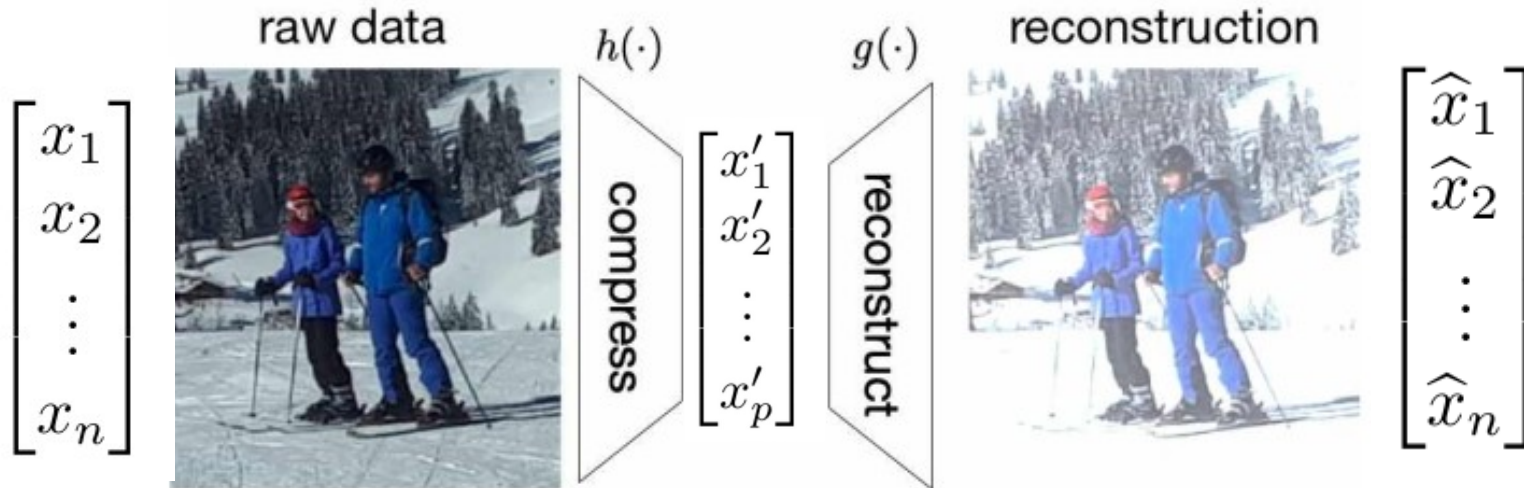 raw data
h(·)
g(·)
reconstruction
x₁
x₂
⋮
xₙ
compress
x′₁
x′₂
⋮
x′ₚ
reconstruct
x̂₁
x̂₂
⋮
x̂ₙ